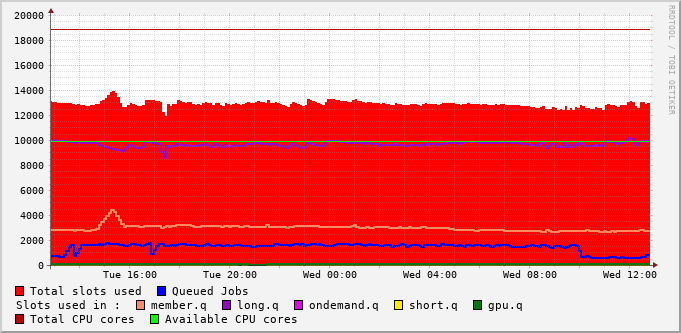 20000
18000
16000
14000
12000
10000
8000
6000
4000
2000
0
Tue 16:00 Tue 20:00 Wed 00:00 Wed 04:00 Wed 08:00 Wed 12:00
RRDTOOL / TOBI OETIKER
Total slots used Queued Jobs
Slots used in : member.q long.q ondemand.q short.q gpu.q
Total CPU cores Available CPU cores